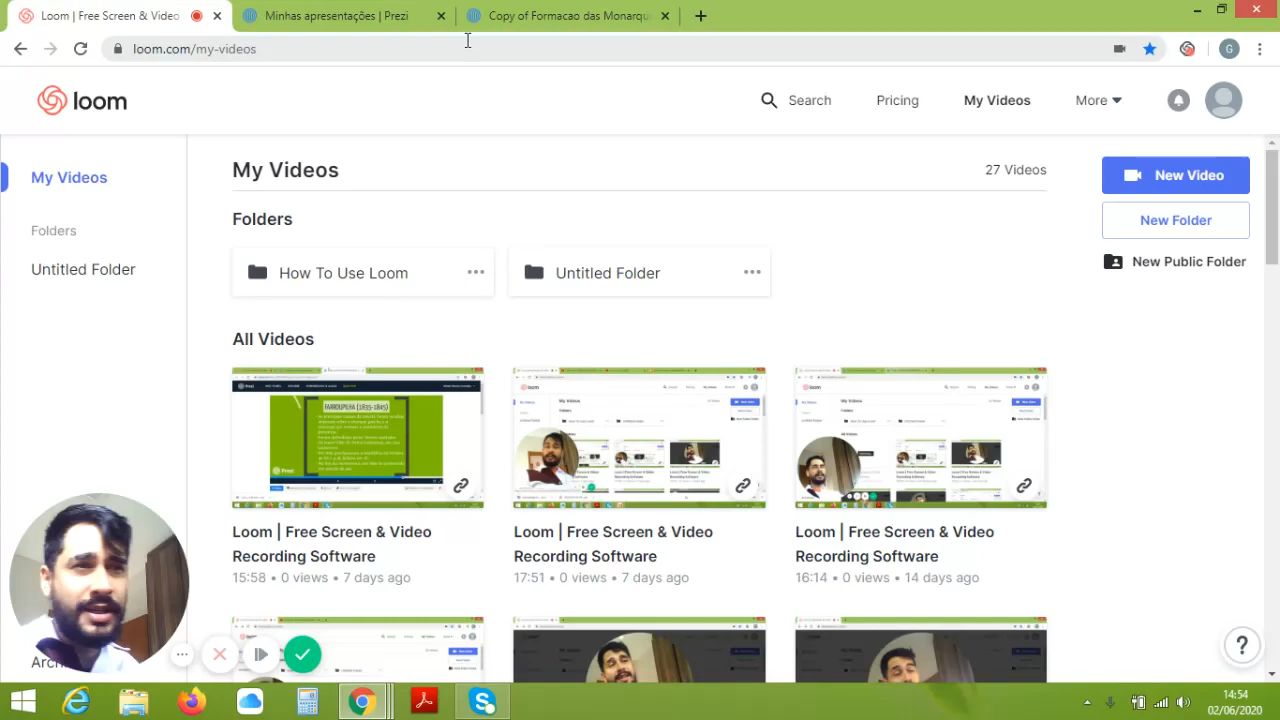 Loom | Free Screen & Video
Minhas apresentações | Prezi
Copy of Formacao das Monarqu
loom.com/my-videos
G
loom
Search
Pricing
My Videos
More
My Videos
Folders
Untitled Folder
My Videos
27 Videos
Folders
How To Use Loom
Untitled Folder
New Video
New Folder
New Public Folder
All Videos
FARROUPILHA (1835-1845)
Prezi
Loom | Free Screen & Video
Recording Software
15:58 • 0 views • 7 days ago
Loom | Free Screen & Video
Recording Software
17:51 • 0 views • 7 days ago
Loom | Free Screen & Video
Recording Software
16:14 • 0 views • 14 days ago
?
14:54
02/06/2020